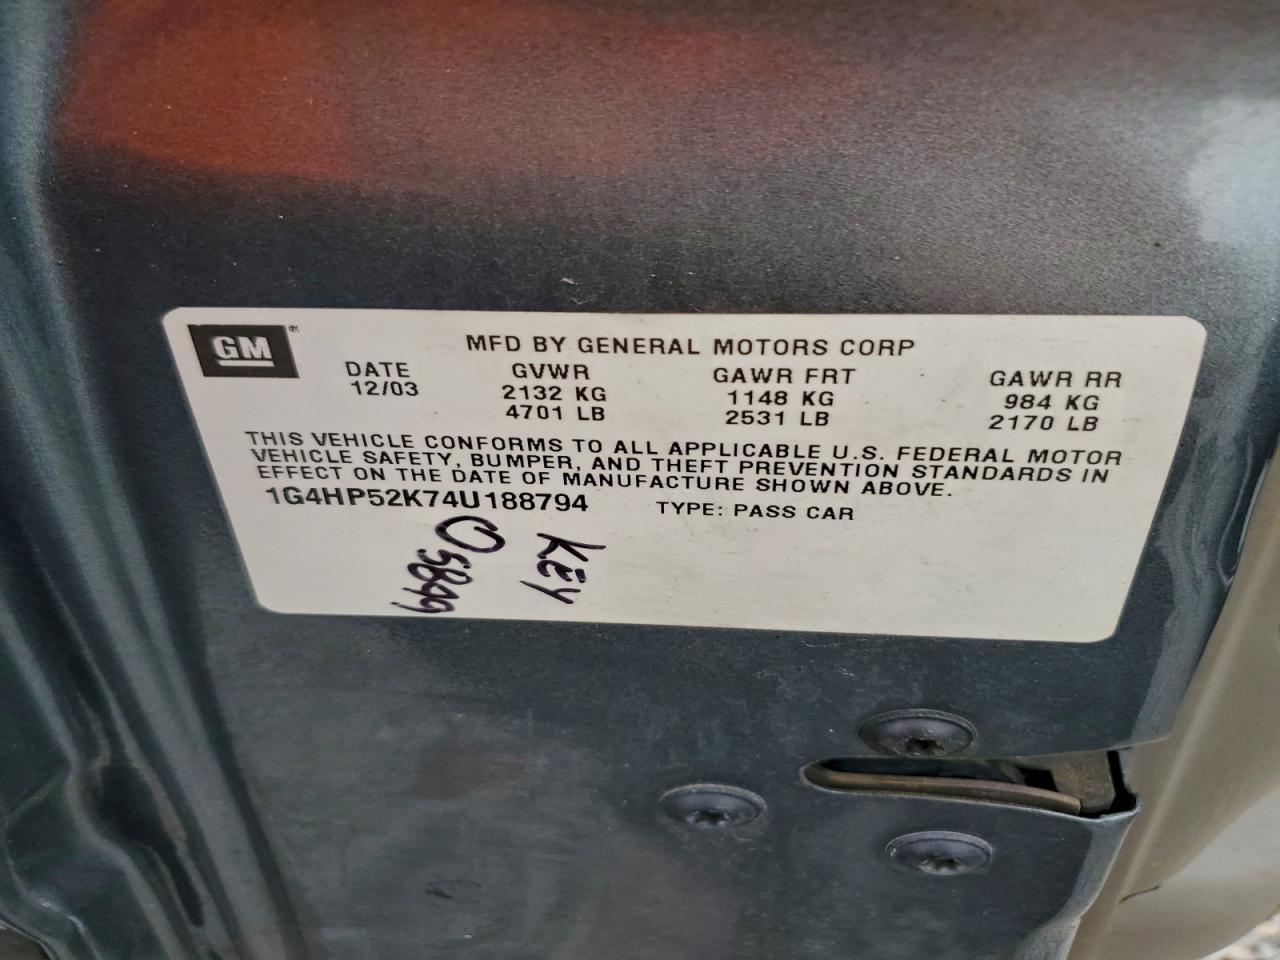 GM®
MFD BY GENERAL MOTORS CORP
DATE GVWR GAWR FRT GAWR RR
12/03 2132 KG 1148 KG 984 KG
4701 LB 2531 LB 2170 LB
THIS VEHICLE CONFORMS TO ALL APPLICABLE U.S. FEDERAL MOTOR
VEHICLE SAFETY, BUMPER, AND THEFT PREVENTION STANDARDS IN
EFFECT ON THE DATE OF MANUFACTURE SHOWN ABOVE.
1G4HP52K74U188794 TYPE: PASS CAR
KEY